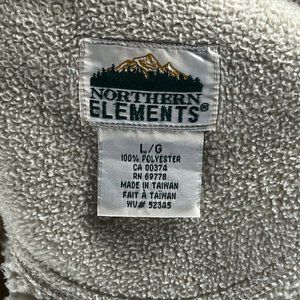 NORTHERN
ELEMENTS®
L/G
100% POLYESTER
CA 00374
RN 69778
MADE IN TAIWAN
FAIT À TAIWAN
WU# 52345